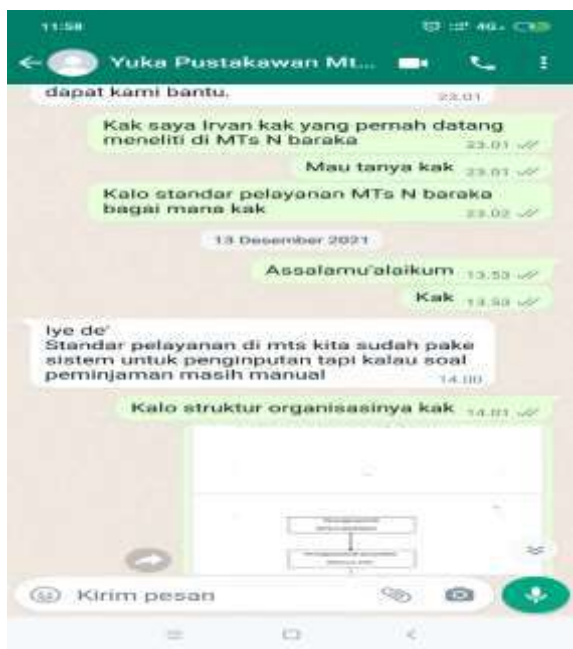 11:58
4G
Yuka Pustakawan Mt...
dapat kami bantu.
23.01
Kak saya Irvan kak yang pernah datang
meneliti di MTs N baraka
23.01
Mau tanya kak 23.01
Kalo standar pelayanan MTs N baraka
bagai mana kak
23.02
13 Desember 2021
Assalamu'alaikum 13.53
Kak 13.53
Iye de'
Standar pelayanan di mts kita sudah pake
sistem untuk penginputan tapi kalau soal
peminjaman masih manual
14.00
Kalo struktur organisasinya kak 14.01
Kirim pesan